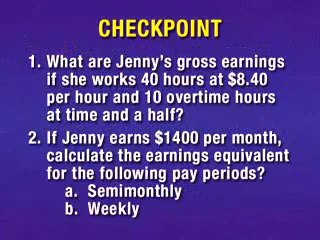 CHECKPOINT
1. What are Jenny's gross earnings
if she works 40 hours at $8.40
per hour and 10 overtime hours
at time and a half?
2. If Jenny earns $1400 per month,
calculate the earnings equivalent
for the following pay periods?
a. Semimonthly
b. Weekly